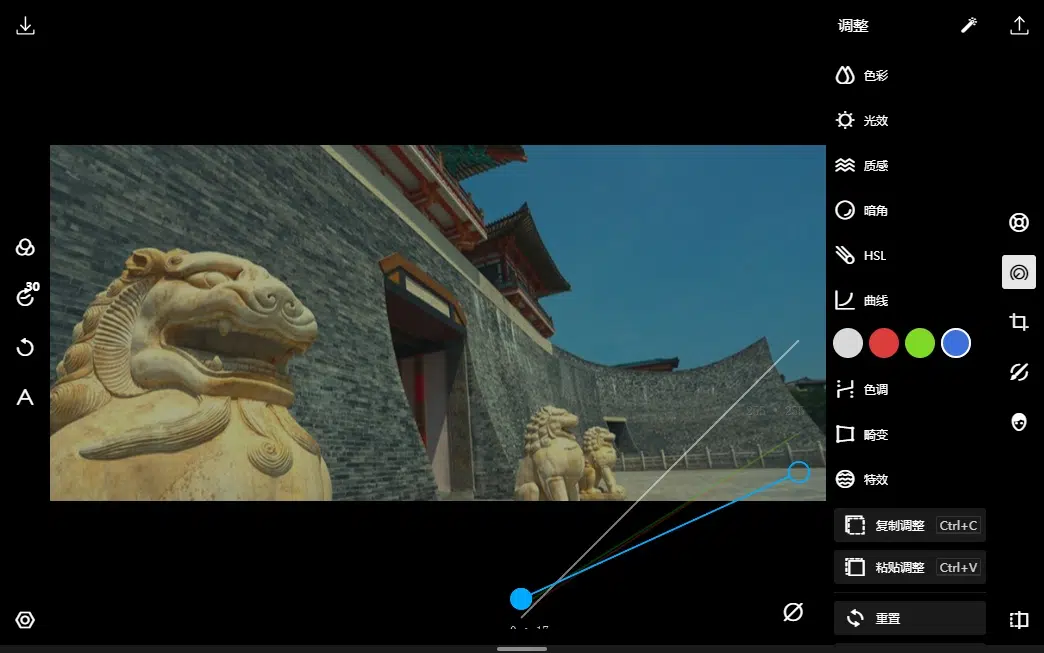 调整
色彩
光效
质感
暗角
HSL
曲线
30
A
色调
畸变
特效
复制调整 Ctrl+C
粘贴调整 Ctrl+V
重置